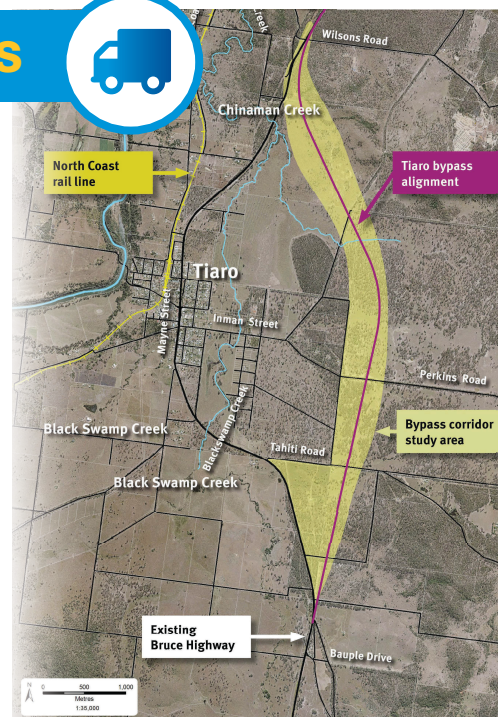 s
Wilsons Road
Creek
Chinaman Creek
North Coast
rail line
Tiaro bypass
alignment
Tiaro
Mayne Street
Inman Street
Perkins Road
Bypass corridor
study area
Black Swamp Creek
Blackswamp Creek
Tahiti Road
Black Swamp Creek
Existing
Bruce Highway
Bauple Drive
N
0 500 1,000
Metres
1:35,000